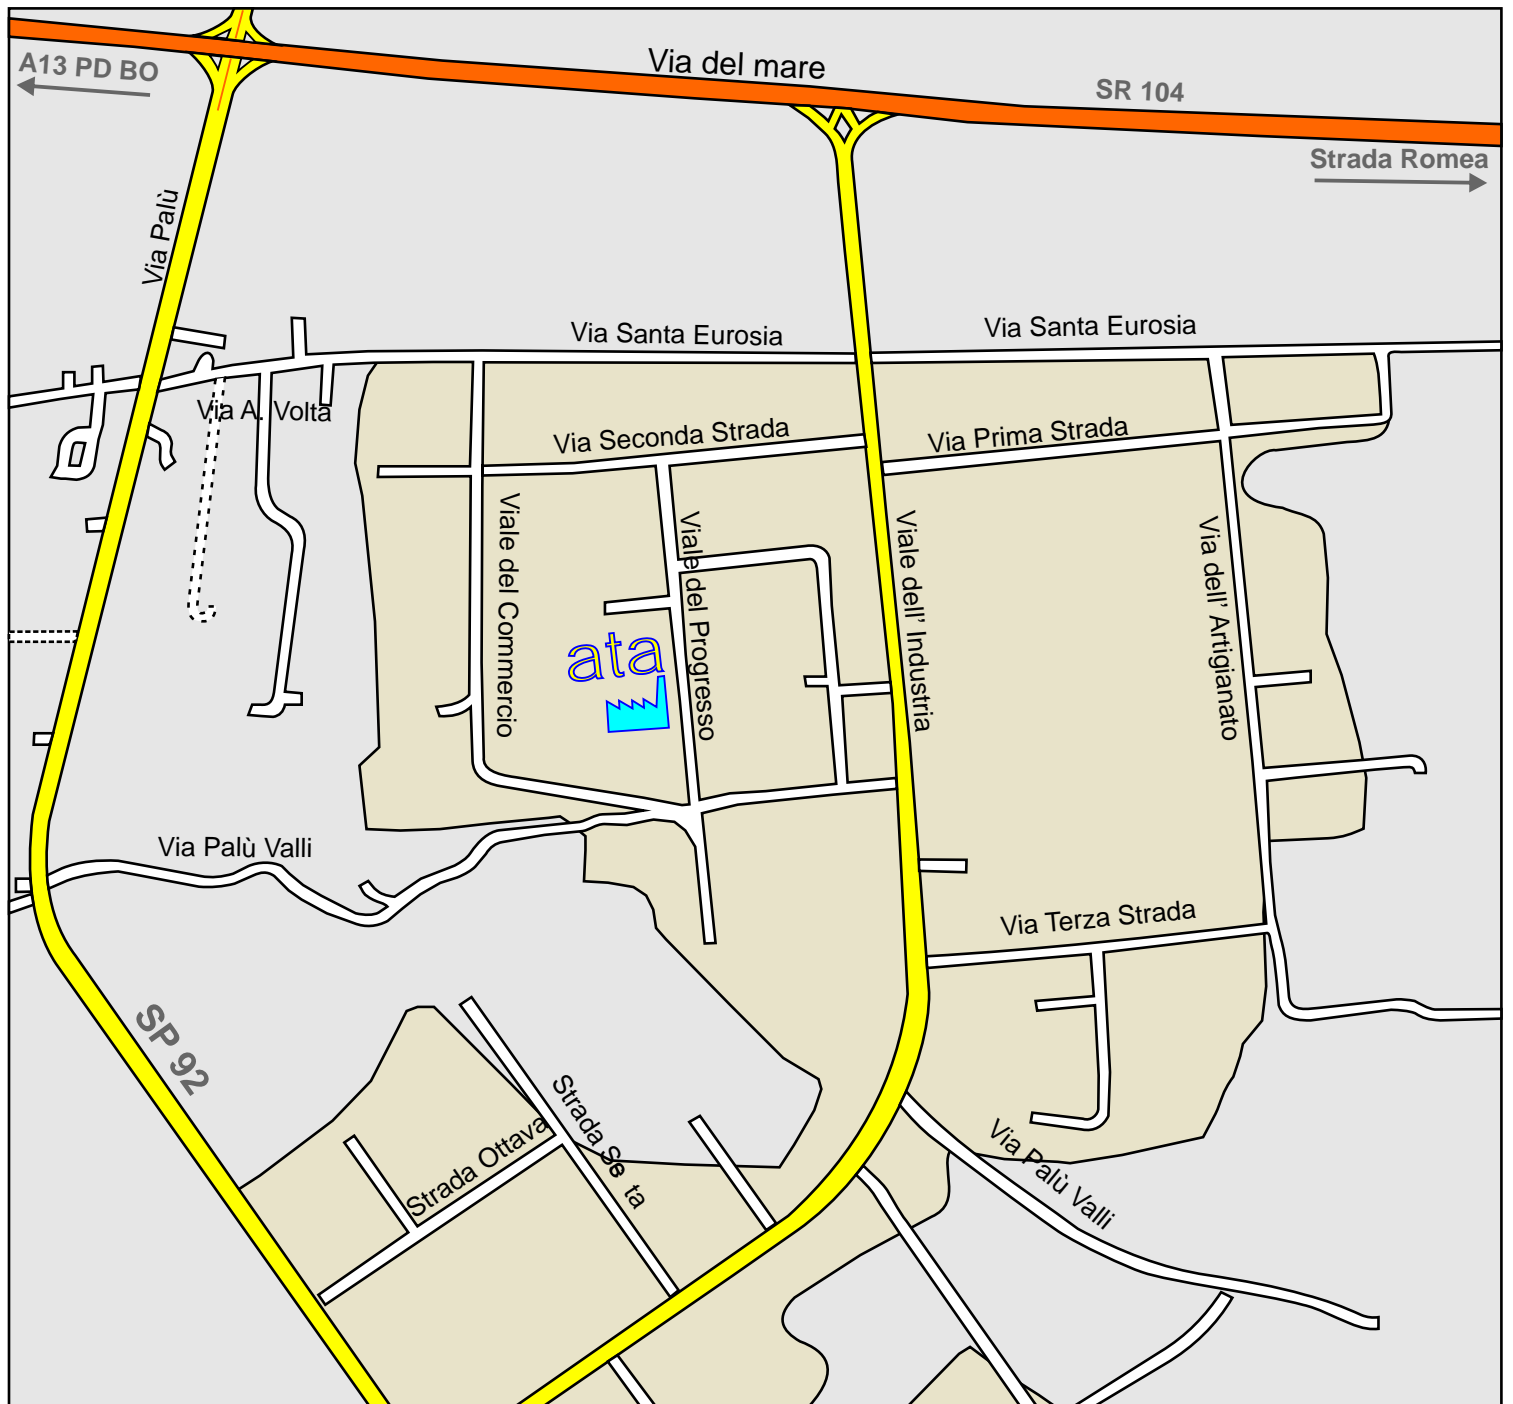 Via del mare
A13 PD BO
SR 104
Strada Romea
Via Palù
Via Santa Eurosia
Via Santa Eurosia
Via A. Volta
Via Seconda Strada
Via Prima Strada
Viale del Commercio
Viale del Progresso
Viale dell' Industria
Via dell' Artigianato
ata
Via Palù Valli
Via Terza Strada
SP 92
Strada Ottava
Strada
Via Palù Valli